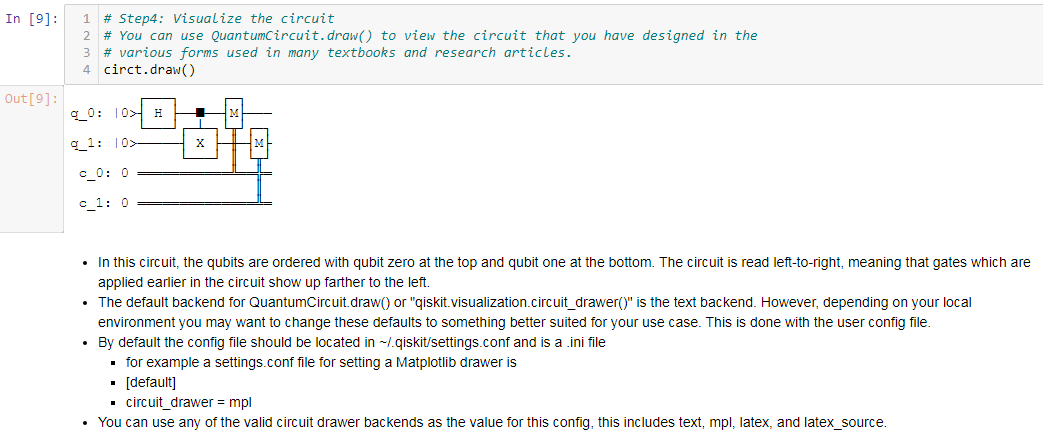 In [9]:
1 # Step4: Visualize the circuit
2 # You can use QuantumCircuit.draw() to view the circuit that you have designed in the
3 # various forms used in many textbooks and research articles.
4 circt.draw()
Out[9]:
q_0: |0> H M
q_1: |0> X M
c_0: 0
c_1: 0
• In this circuit, the qubits are ordered with qubit zero at the top and qubit one at the bottom. The circuit is read left-to-right, meaning that gates which are
applied earlier in the circuit show up farther to the left.
• The default backend for QuantumCircuit.draw() or "qiskit.visualization.circuit_drawer()" is the text backend. However, depending on your local
environment you may want to change these defaults to something better suited for your use case. This is done with the user config file.
• By default the config file should be located in ~/.qiskit/settings.conf and is a .ini file
▪ for example a settings.conf file for setting a Matplotlib drawer is
▪ [default]
▪ circuit_drawer = mpl
• You can use any of the valid circuit drawer backends as the value for this config, this includes text, mpl, latex, and latex_source.